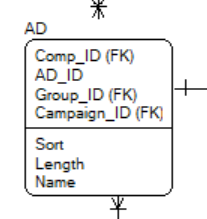 AD
Comp_ID (FK)
AD_ID
Group_ID (FK)
Campaign_ID (FK)
Sort
Length
Name